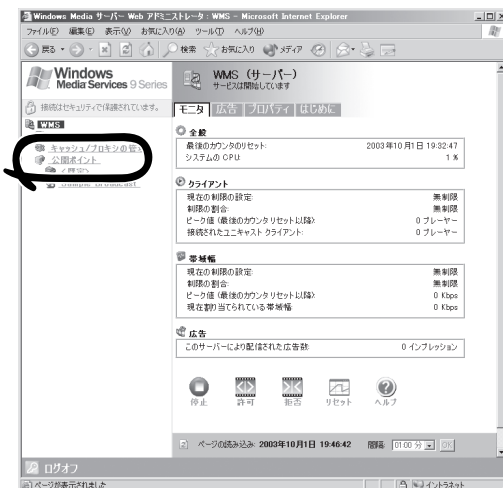 Windows Media サーバー Web アドミニストレータ : WMS - Microsoft Internet Explorer
ファイル(F) 編集(E) 表示(V) お気に入り(A) ツール(T) ヘルプ(H)
戻る 検索 お気に入り メディア
Windows
Media Services 9 Series
WMS (サーバー)
サービスは開始しています
接続はセキュリティで保護されています。
モニタ 広告 プロパティ はじめに
WMS
キャッシュ/プロキシの管
公開ポイント
Sample Broadcast
全般
最後のカウンタのリセット: 2003年10月1日 19:32:47
システムの CPU: 1 %
クライアント
現在の制限の設定: 無制限
制限の割合: 無制限
ピーク値 (最後のカウンタ リセット以降): 0 プレーヤー
接続されたユニキャスト クライアント: 0 プレーヤー
帯域幅
現在の制限の設定: 無制限
制限の割合: 無制限
ピーク値 (最後のカウンタ リセット以降): 0 Kbps
現在割り当てられている帯域幅: 0 Kbps
広告
このサーバーにより配信された広告数: 0 インプレッション
停止 許可 拒否 リセット ヘルプ
ページの読み込み: 2003年10月1日 19:46:42 間隔: 01:00 分 OK
ログオフ
ページが表示されました
イントラネット